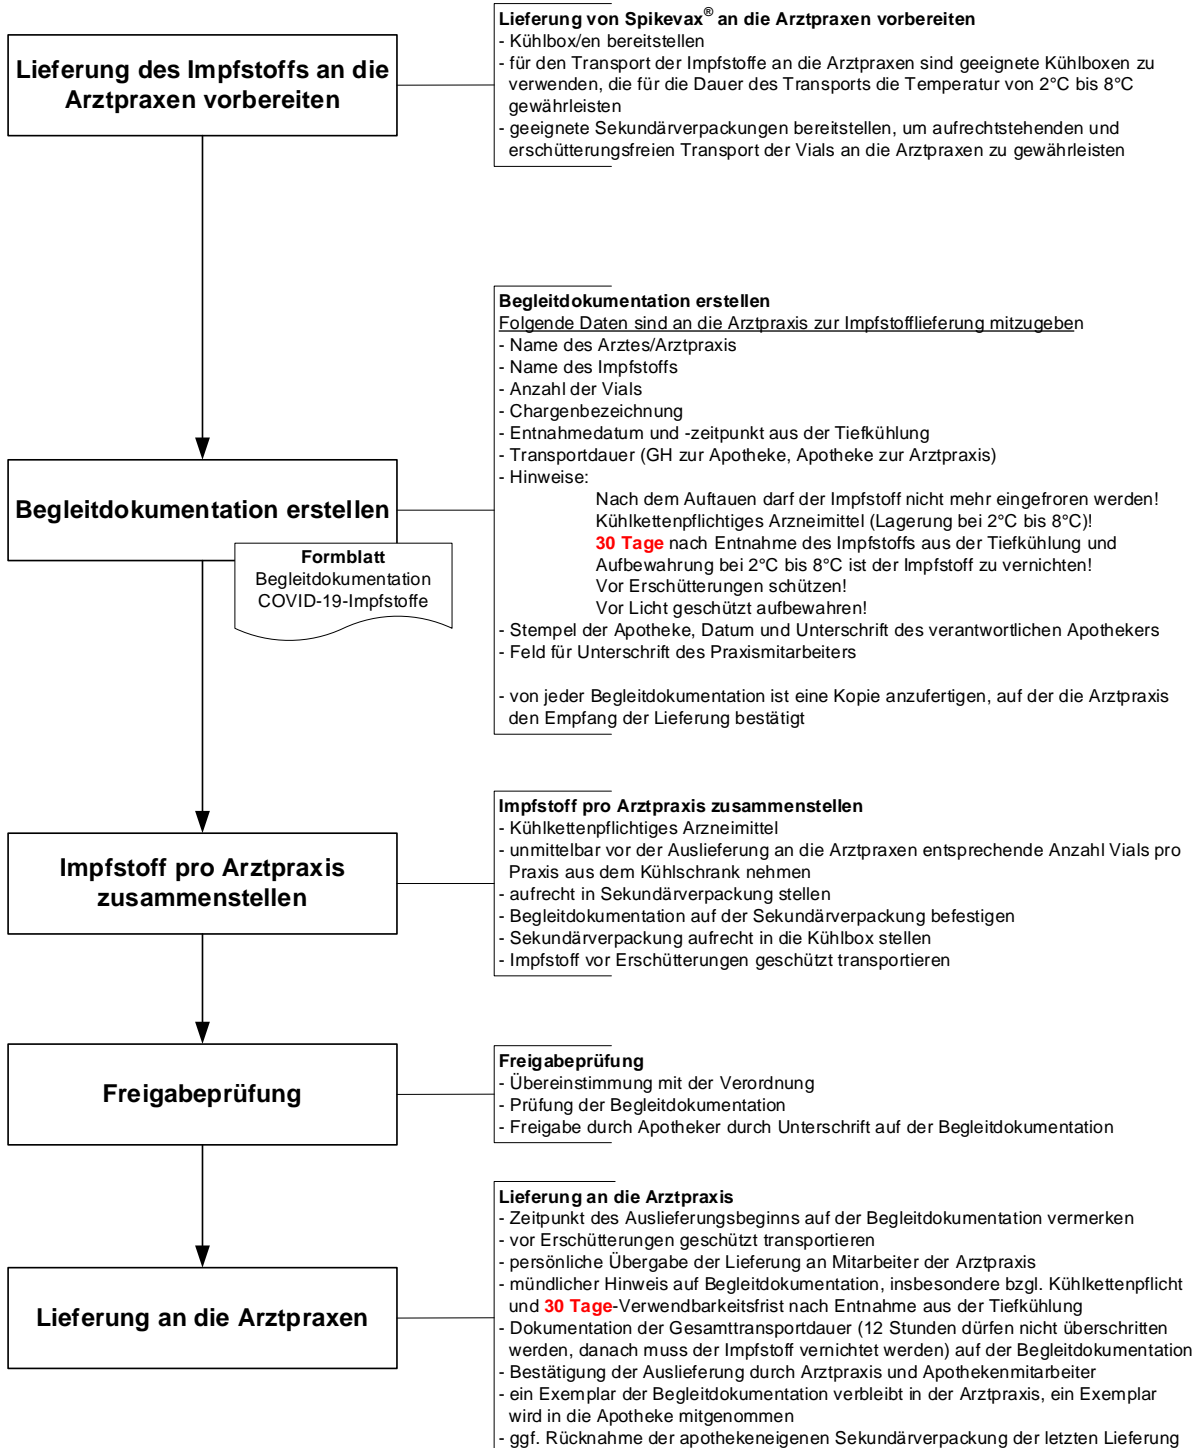 Lieferung des Impfstoffs an die
Arztpraxen vorbereiten
Lieferung von Spikevax® an die Arztpraxen vorbereiten
- Kühlbox/en bereitstellen
- für den Transport der Impfstoffe an die Arztpraxen sind geeignete Kühlboxen zu
verwenden, die für die Dauer des Transports die Temperatur von 2°C bis 8°C
gewährleisten
- geeignete Sekundärverpackungen bereitstellen, um aufrechtstehenden und
erschütterungsfreien Transport der Vials an die Arztpraxen zu gewährleisten
Begleitdokumentation erstellen
Formblatt
Begleitdokumentation
COVID-19-Impfstoffe
Begleitdokumentation erstellen
Folgende Daten sind an die Arztpraxis zur Impfstofflieferung mitzugeben
- Name des Arztes/Arztpraxis
- Name des Impfstoffs
- Anzahl der Vials
- Chargenbezeichnung
- Entnahmedatum und -zeitpunkt aus der Tiefkühlung
- Transportdauer (GH zur Apotheke, Apotheke zur Arztpraxis)
- Hinweise:
Nach dem Auftauen darf der Impfstoff nicht mehr eingefroren werden!
Kühlkettenpflichtiges Arzneimittel (Lagerung bei 2°C bis 8°C)!
30 Tage nach Entnahme des Impfstoffs aus der Tiefkühlung und
Aufbewahrung bei 2°C bis 8°C ist der Impfstoff zu vernichten!
Vor Erschütterungen schützen!
Vor Licht geschützt aufbewahren!
- Stempel der Apotheke, Datum und Unterschrift des verantwortlichen Apothekers
- Feld für Unterschrift des Praxismitarbeiters
- von jeder Begleitdokumentation ist eine Kopie anzufertigen, auf der die Arztpraxis
den Empfang der Lieferung bestätigt
Impfstoff pro Arztpraxis
zusammenstellen
Impfstoff pro Arztpraxis zusammenstellen
- Kühlkettenpflichtiges Arzneimittel
- unmittelbar vor der Auslieferung an die Arztpraxen entsprechende Anzahl Vials pro
Praxis aus dem Kühlschrank nehmen
- aufrecht in Sekundärverpackung stellen
- Begleitdokumentation auf der Sekundärverpackung befestigen
- Sekundärverpackung aufrecht in die Kühlbox stellen
- Impfstoff vor Erschütterungen geschützt transportieren
Freigabeprüfung
Freigabeprüfung
- Übereinstimmung mit der Verordnung
- Prüfung der Begleitdokumentation
- Freigabe durch Apotheker durch Unterschrift auf der Begleitdokumentation
Lieferung an die Arztpraxen
Lieferung an die Arztpraxis
- Zeitpunkt des Auslieferungsbeginns auf der Begleitdokumentation vermerken
- vor Erschütterungen geschützt transportieren
- persönliche Übergabe der Lieferung an Mitarbeiter der Arztpraxis
- mündlicher Hinweis auf Begleitdokumentation, insbesondere bzgl. Kühlkettenpflicht
und 30 Tage-Verwendbarkeitsfrist nach Entnahme aus der Tiefkühlung
- Dokumentation der Gesamttransportdauer (12 Stunden dürfen nicht überschritten
werden, danach muss der Impfstoff vernichtet werden) auf der Begleitdokumentation
- Bestätigung der Auslieferung durch Arztpraxis und Apothekenmitarbeiter
- ein Exemplar der Begleitdokumentation verbleibt in der Arztpraxis, ein Exemplar
wird in die Apotheke mitgenommen
- ggf. Rücknahme der apothekeneigenen Sekundärverpackung der letzten Lieferung